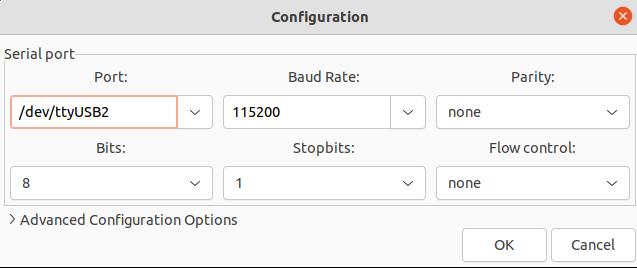 Configuration
Serial port
Port: Baud Rate: Parity:
/dev/ttyUSB2 115200 none
Bits: Stopbits: Flow control:
8 1 none
Advanced Configuration Options
OK Cancel